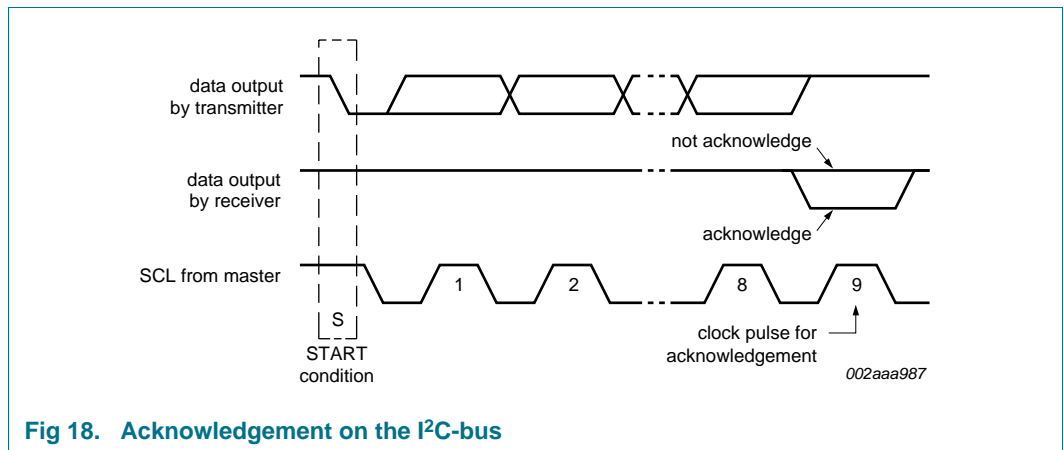 data output
by transmitter
not acknowledge
data output
by receiver
acknowledge
SCL from master
1
2
8
9
S
START
condition
clock pulse for
acknowledgement
002aaa987
Fig 18. Acknowledgement on the I²C-bus